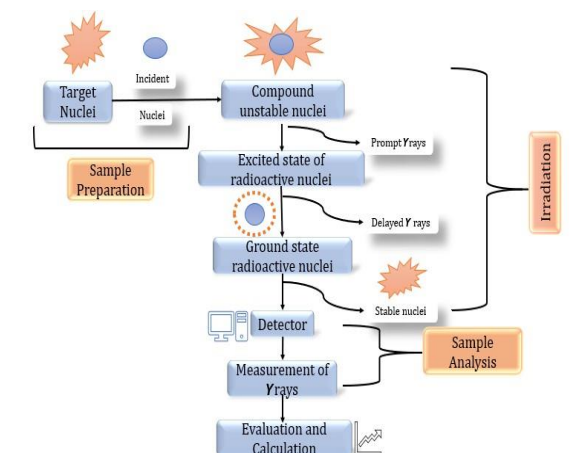 Target
Nuclei
Incident
Nuclei
Compound
unstable nuclei
Sample
Preparation
Prompt γ rays
Excited state of
radioactive nuclei
Delayed γ rays
Ground state
radioactive nuclei
Stable nuclei
Irradiation
Detector
Sample
Analysis
Measurement of
γ rays
Evaluation and
Calculation